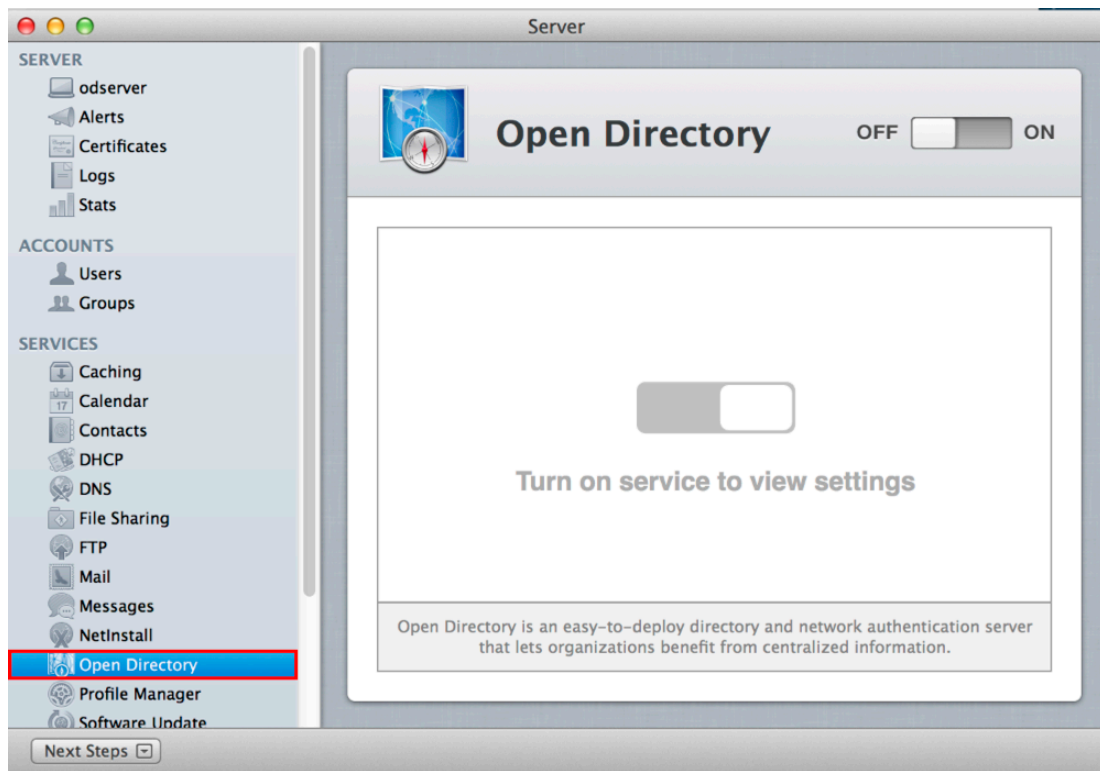 Server
SERVER
odserver
Alerts
Certificates
Logs
Stats
ACCOUNTS
Users
Groups
SERVICES
Caching
17
Calendar
Contacts
DHCP
DNS
File Sharing
FTP
Mail
Messages
NetInstall
Open Directory
Profile Manager
Software Update
Next Steps
Open Directory
OFF
ON
Turn on service to view settings
Open Directory is an easy-to-deploy directory and network authentication server
that lets organizations benefit from centralized information.